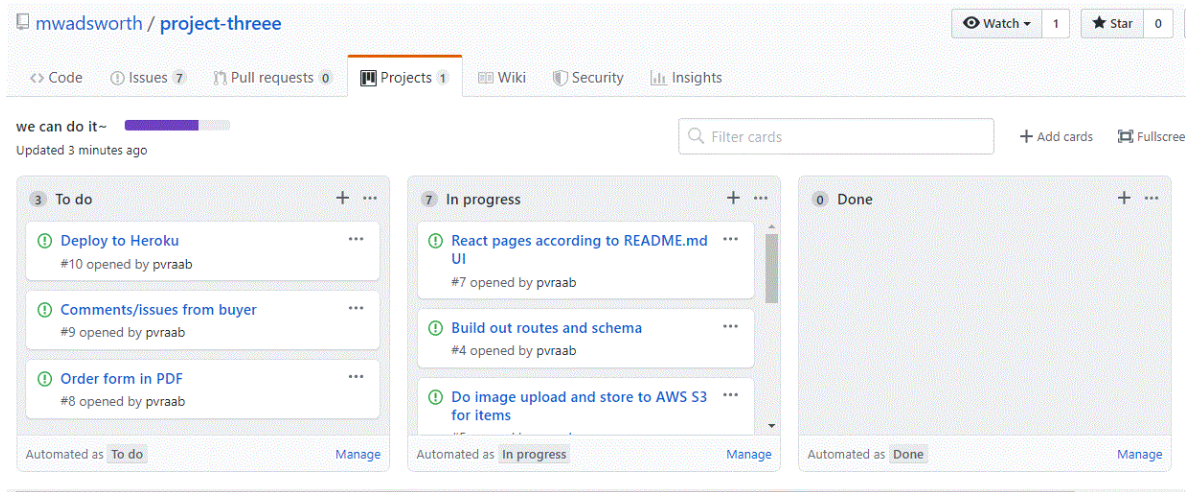 mwadsworth / project-threee
Watch 1
Star 0
Code
Issues 7
Pull requests 0
Projects 1
Wiki
Security
Insights
we can do it~
Updated 3 minutes ago
Filter cards
Add cards
Fullscree
3 To do
Deploy to Heroku
#10 opened by pvraab
Comments/issues from buyer
#9 opened by pvraab
Order form in PDF
#8 opened by pvraab
Automated as To do
Manage
7 In progress
React pages according to README.md
UI
#7 opened by pvraab
Build out routes and schema
#4 opened by pvraab
Do image upload and store to AWS S3
for items
Automated as In progress
Manage
0 Done
Automated as Done
Manage